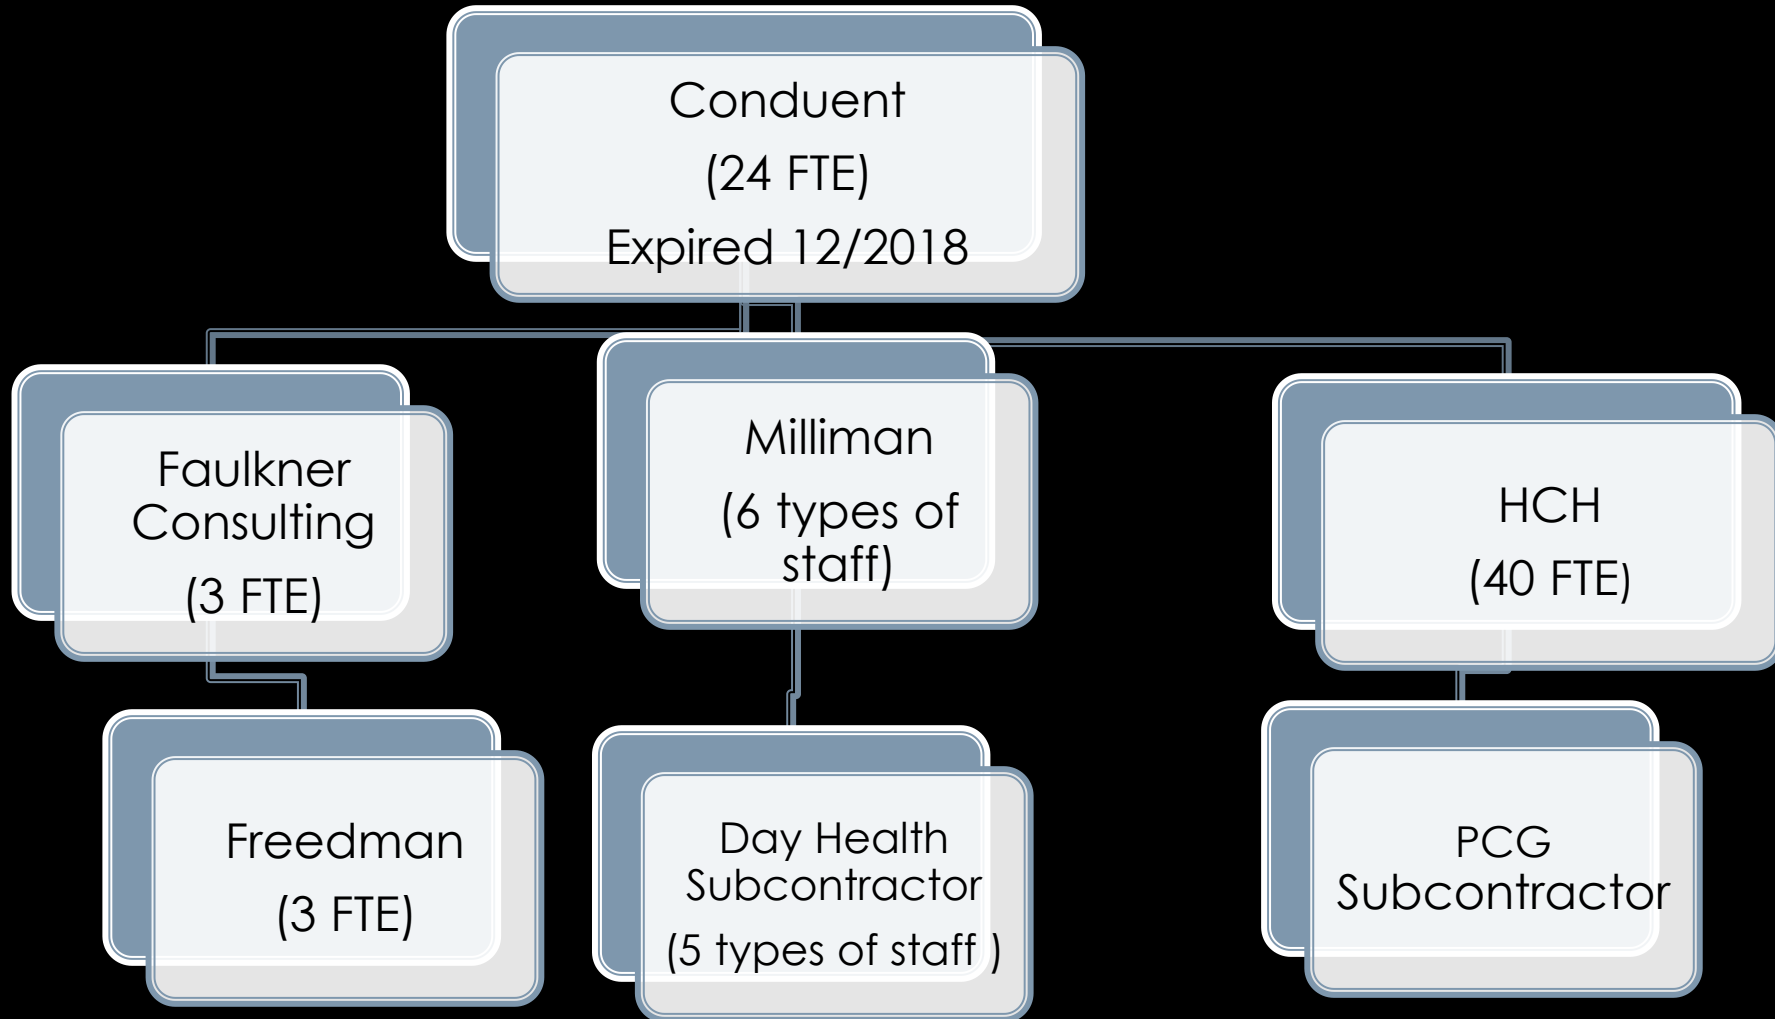 Conduent
(24 FTE)
Expired 12/2018
Faulkner
Consulting
(3 FTE)
Milliman
(6 types of
staff)
HCH
(40 FTE)
Freedman
(3 FTE)
Day Health
Subcontractor
(5 types of staff )
PCG
Subcontractor